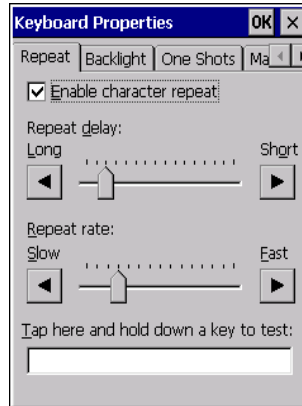 Keyboard Properties OK ×
Repeat Backlight One Shots Ma
Enable character repeat
Repeat delay:
Long Short
Repeat rate:
Slow Fast
Tap here and hold down a key to test: